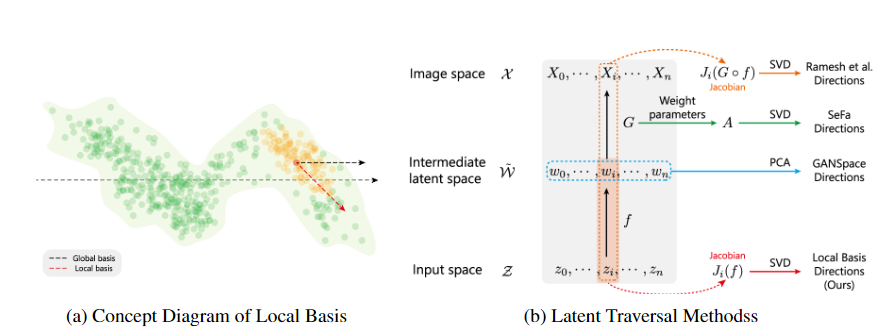 Global basis
Local basis
(a) Concept Diagram of Local Basis
Image space 𝒳
X₀, ⋯, Xᵢ, ⋯, Xₙ
Jᵢ(G ∘ f)
Jacobian
SVD
Ramesh et al.
Directions
G
Weight
parameters
A
SVD
SeFa
Directions
Intermediate
latent space
𝒲̃
w₀, ⋯, wᵢ, ⋯, wₙ
PCA
GANSpace
Directions
f
Input space 𝒵
z₀, ⋯, zᵢ, ⋯, zₙ
Jacobian
Jᵢ(f)
SVD
Local Basis
Directions
(Ours)
(b) Latent Traversal Methodss